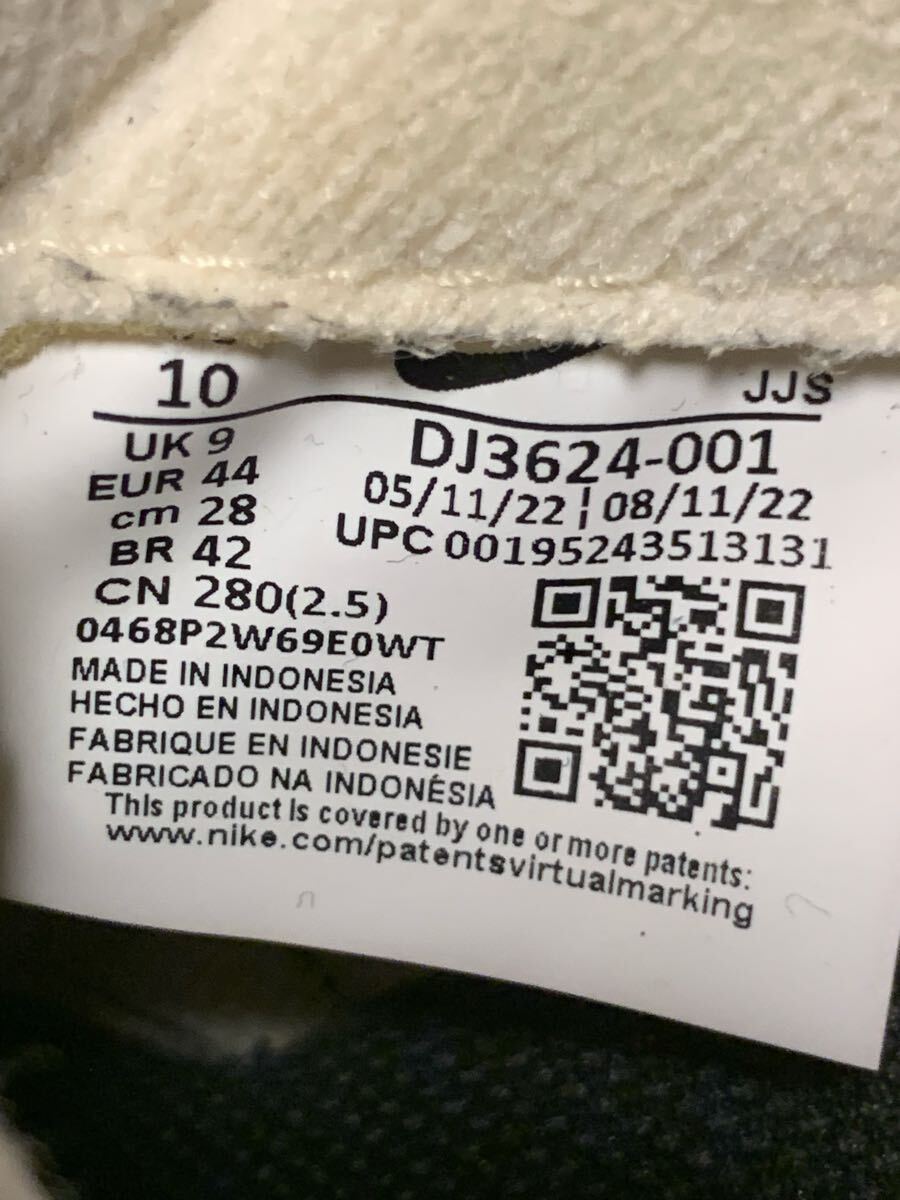 10
JJS
UK 9
EUR 44
cm 28
BR 42
CN 280(2.5)
DJ3624-001
05/11/22 ¦ 08/11/22
UPC 00195243513131
0468P2W69E0WT
MADE IN INDONESIA
HECHO EN INDONESIA
FABRIQUE EN INDONESIE
FABRICADO NA INDONÉSIA
This product is covered by one or more patents:
www.nike.com/patentsvirtualmarking